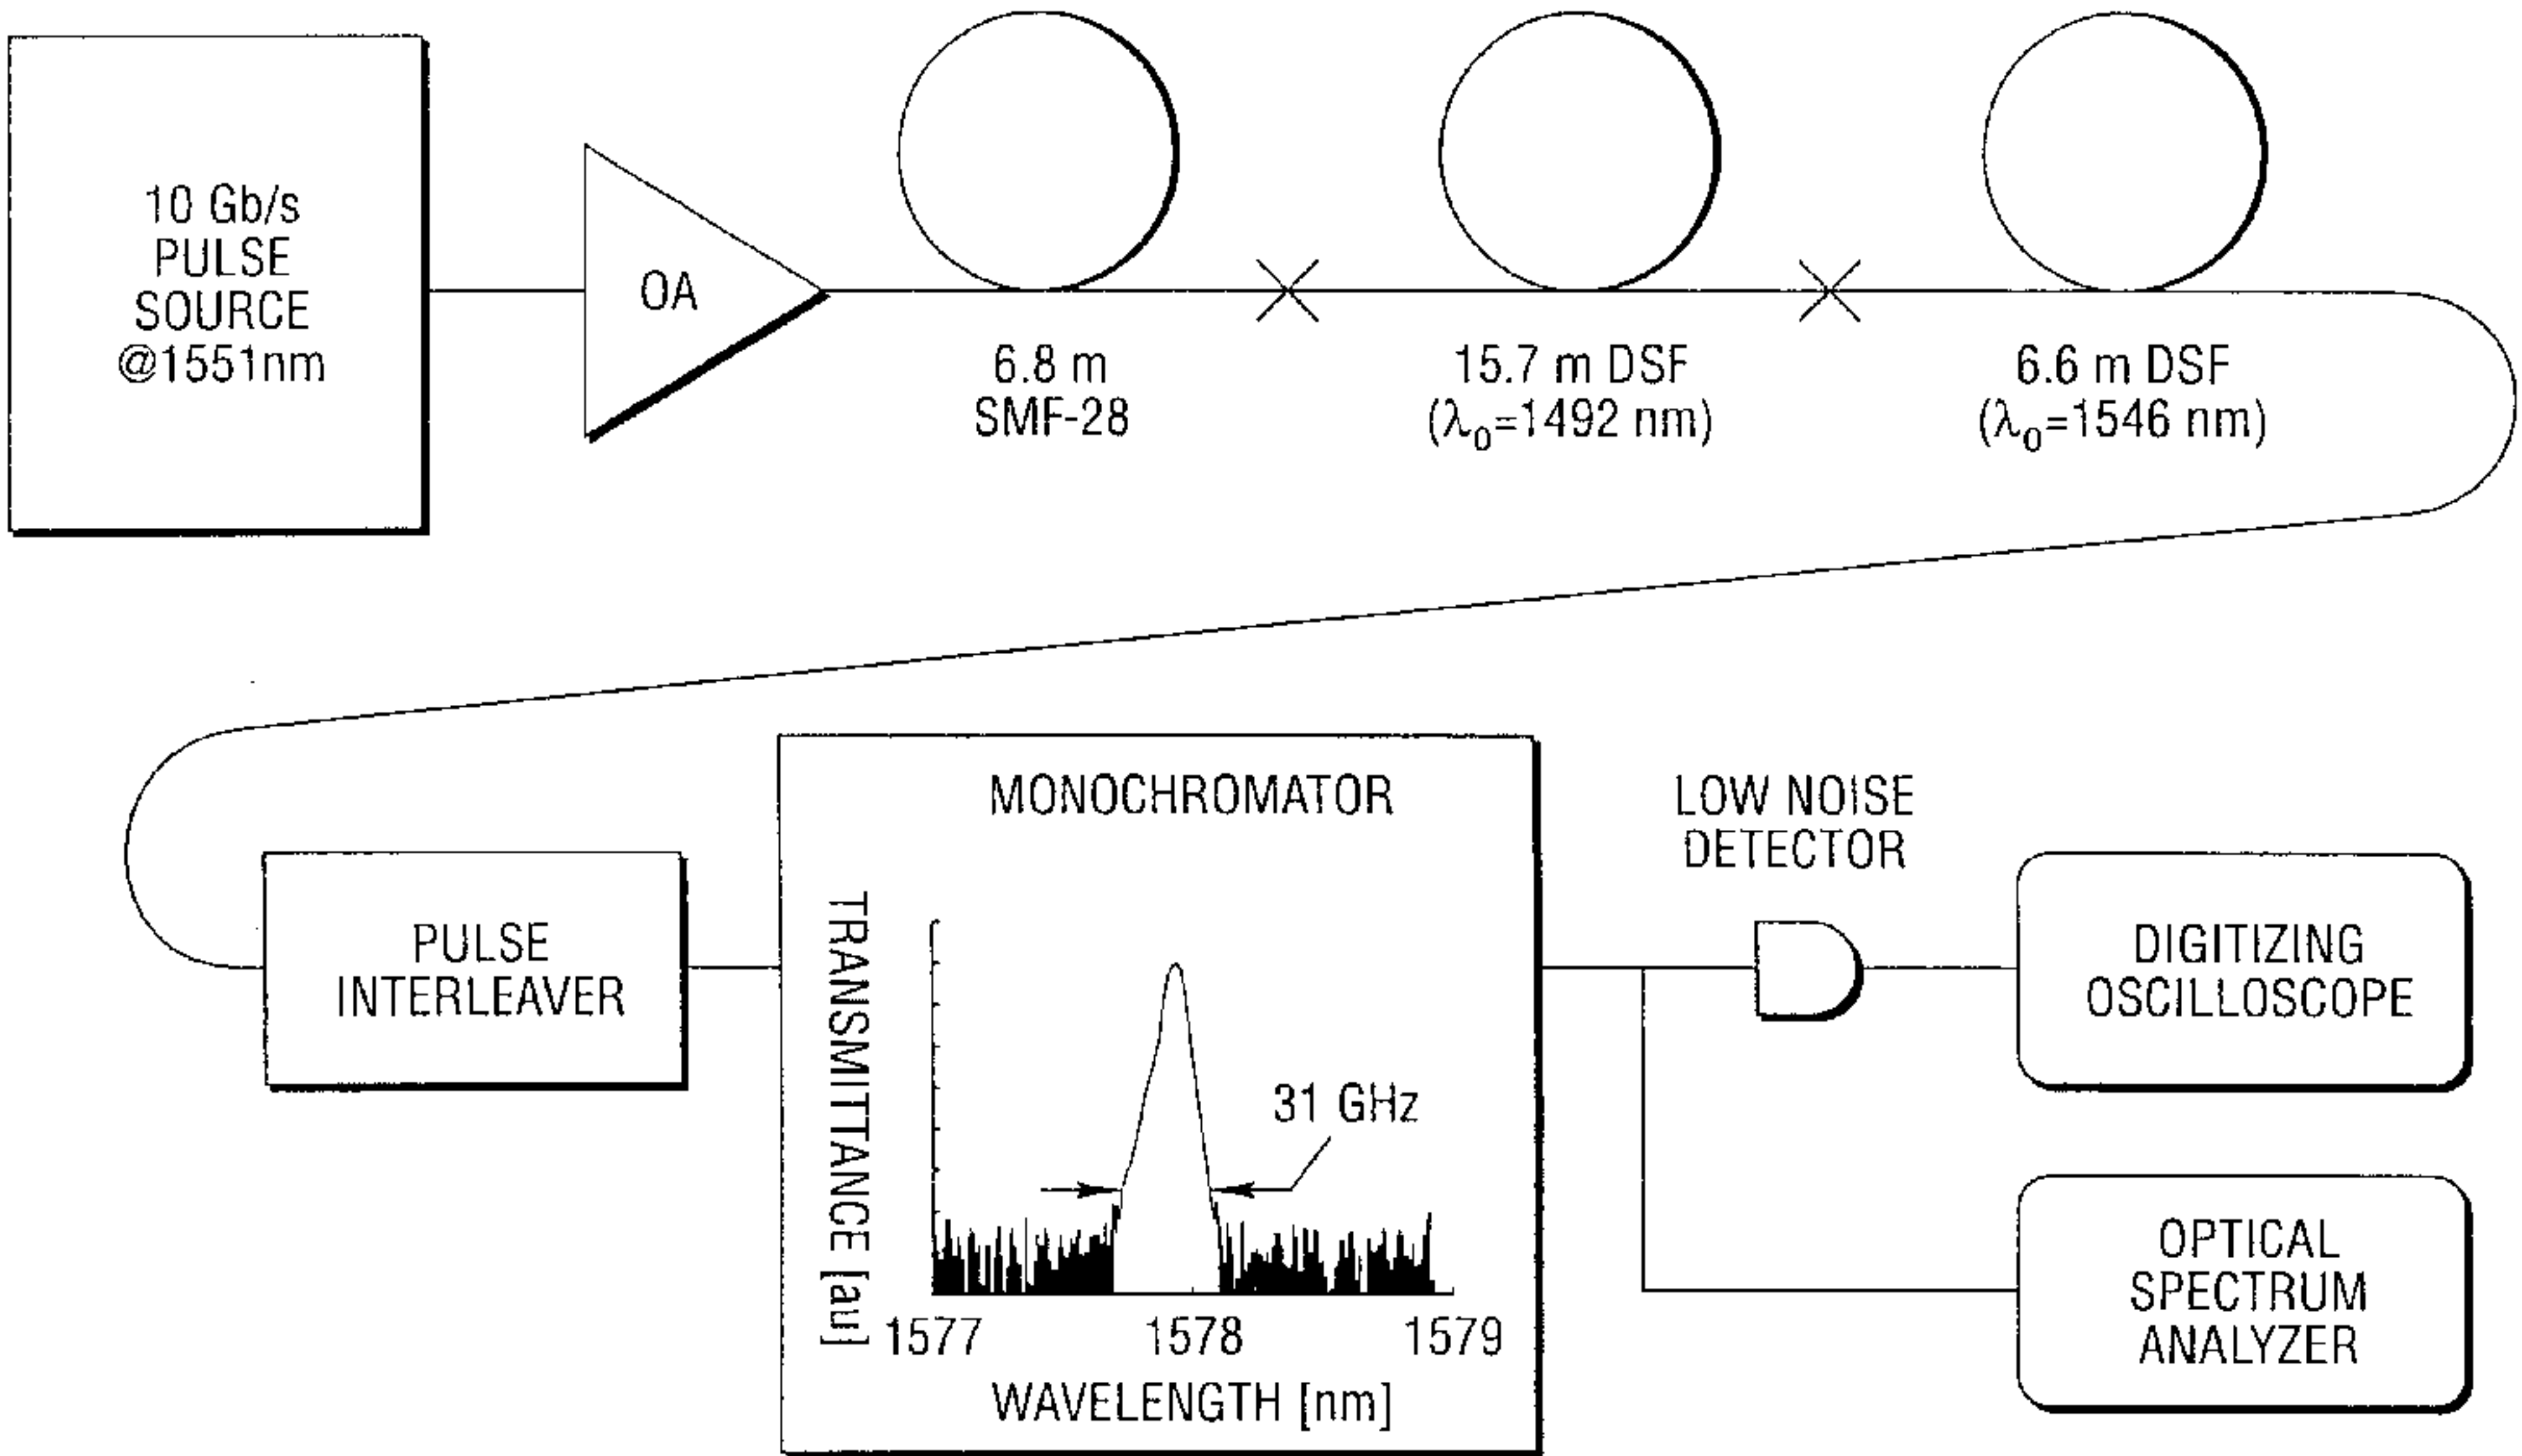 10 Gb/s
PULSE
SOURCE
@1551nm
OA
6.8 m
SMF-28
15.7 m DSF
(λ₀=1492 nm)
6.6 m DSF
(λ₀=1546 nm)
PULSE
INTERLEAVER
MONOCHROMATOR
TRANSMITTANCE [au]
31 GHz
1577 1578 1579
WAVELENGTH [nm]
LOW NOISE
DETECTOR
DIGITIZING
OSCILLOSCOPE
OPTICAL
SPECTRUM
ANALYZER